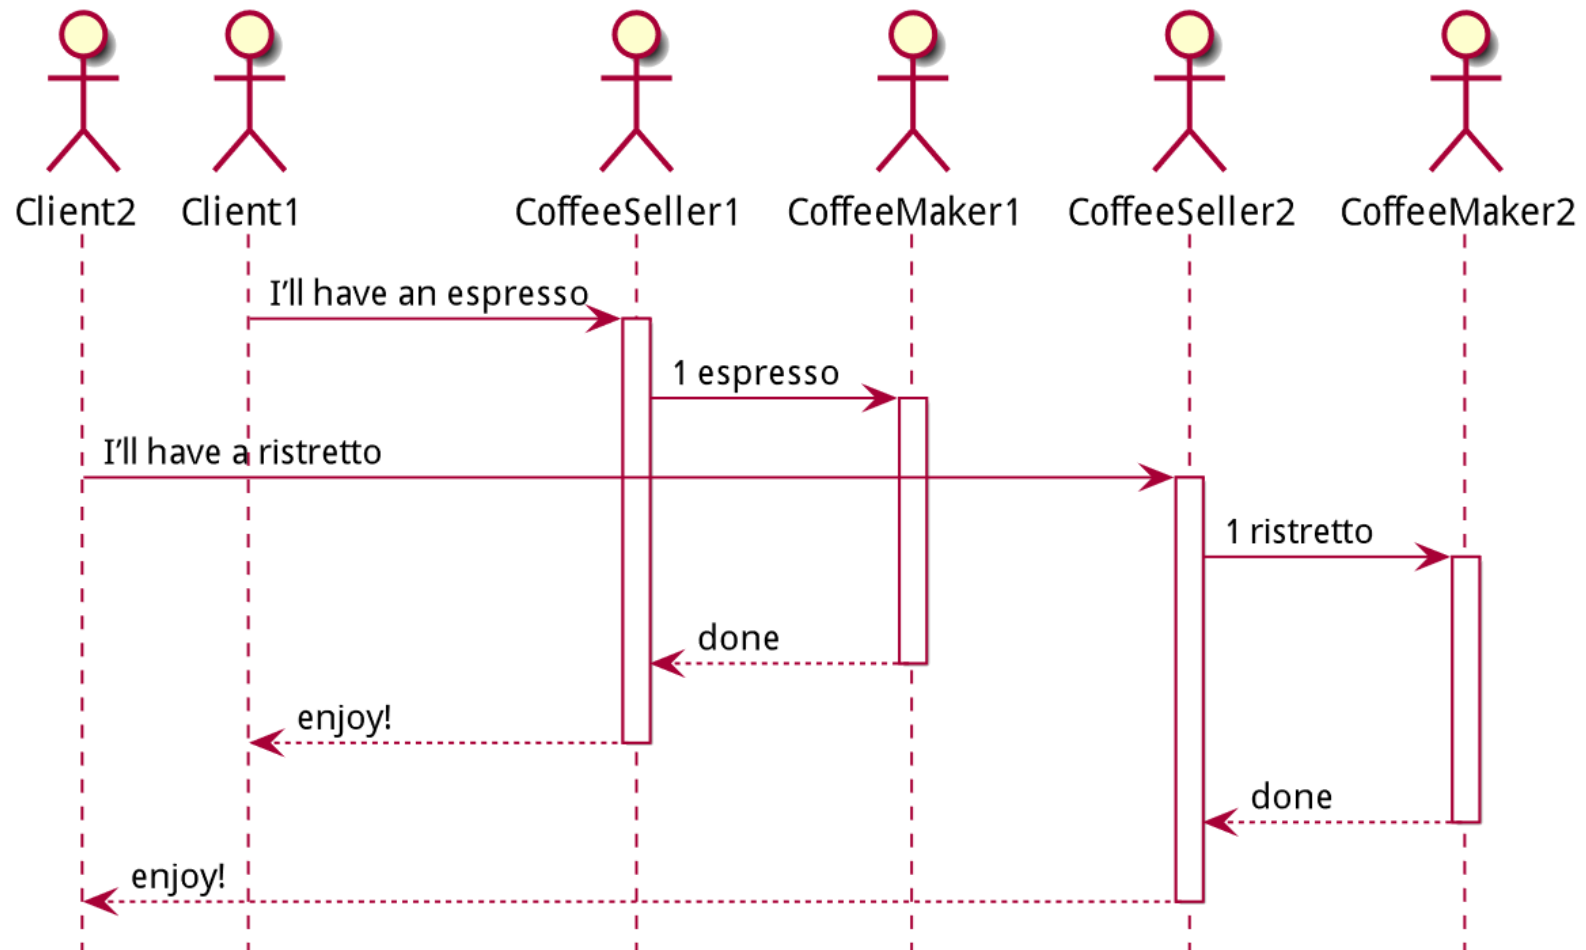 Client2 Client1 CoffeeSeller1 CoffeeMaker1 CoffeeSeller2 CoffeeMaker2
I’ll have an espresso
1 espresso
I’ll have a ristretto
1 ristretto
done
enjoy!
done
enjoy!